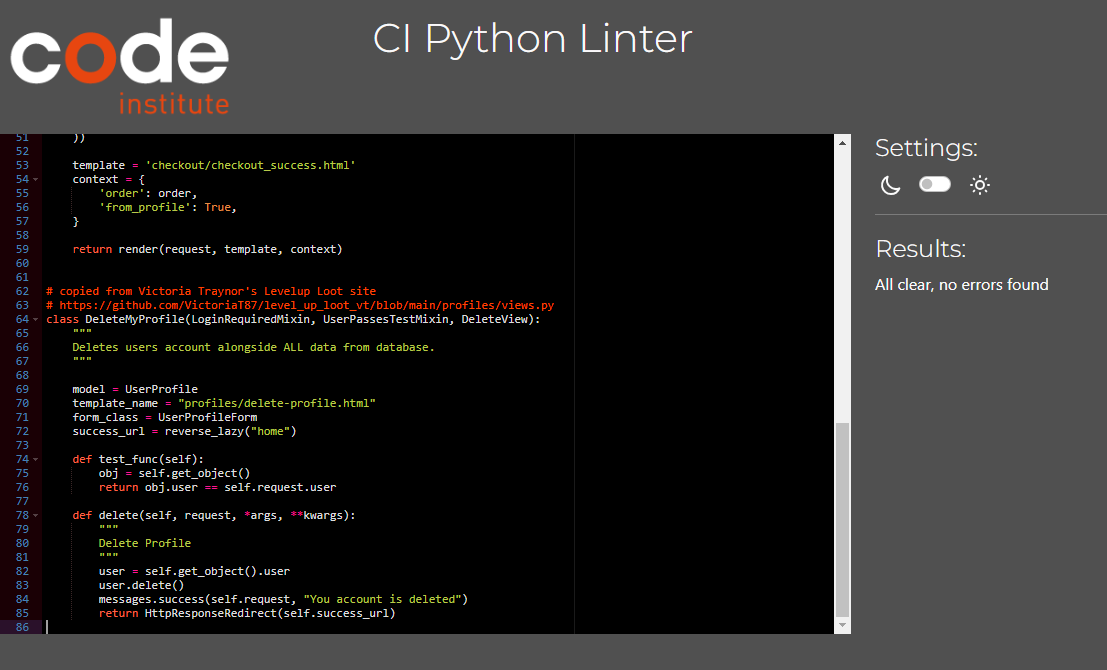 code
institute
CI Python Linter
51 ))
52
53 template = 'checkout/checkout_success.html'
54 context = {
55 'order': order,
56 'from_profile': True,
57 }
58
59 return render(request, template, context)
60
61
62 # copied from Victoria Traynor's Levelup Loot site
63 # https://github.com/VictoriaT87/level_up_loot_vt/blob/main/profiles/views.py
64 class DeleteMyProfile(LoginRequiredMixin, UserPassesTestMixin, DeleteView):
65 """
66 Deletes users account alongside ALL data from database.
67 """
68
69 model = UserProfile
70 template_name = "profiles/delete-profile.html"
71 form_class = UserProfileForm
72 success_url = reverse_lazy("home")
73
74 def test_func(self):
75 obj = self.get_object()
76 return obj.user == self.request.user
77
78 def delete(self, request, *args, **kwargs):
79 """
80 Delete Profile
81 """
82 user = self.get_object().user
83 user.delete()
84 messages.success(self.request, "You account is deleted")
85 return HttpResponseRedirect(self.success_url)
86
Settings:
Results:
All clear, no errors found